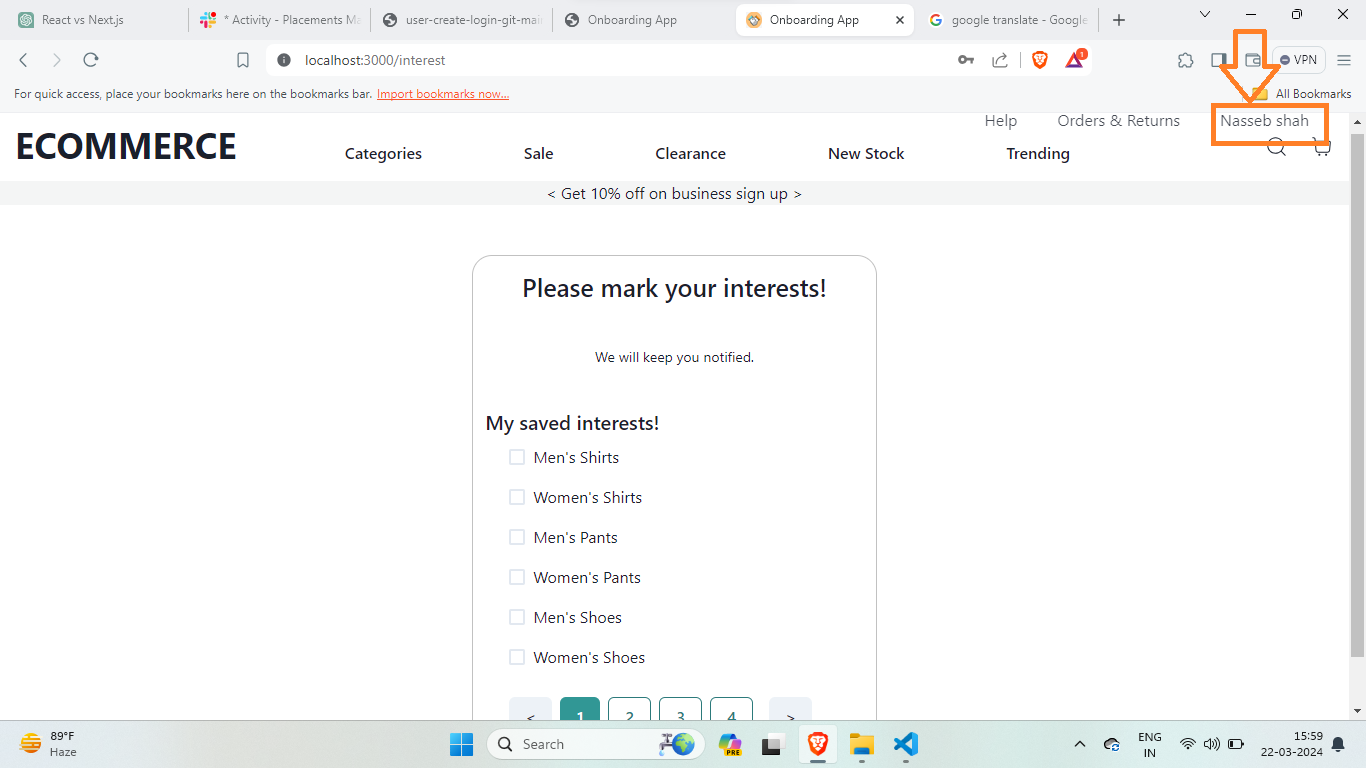 React vs Next.js
* Activity - Placements Ma
user-create-login-git-mai
Onboarding App
Onboarding App
google translate - Google
localhost:3000/interest
1
VPN
For quick access, place your bookmarks here on the bookmarks bar. Import bookmarks now...
All Bookmarks
Help
Orders & Returns
Nasseb shah
ECOMMERCE
Categories
Sale
Clearance
New Stock
Trending
< Get 10% off on business sign up >
Please mark your interests!
We will keep you notified.
My saved interests!
Men's Shirts
Women's Shirts
Men's Pants
Women's Pants
Men's Shoes
Women's Shoes
< 1 2 3 4 >
89°F
Haze
Search
PRE
ENG
IN
15:59
22-03-2024